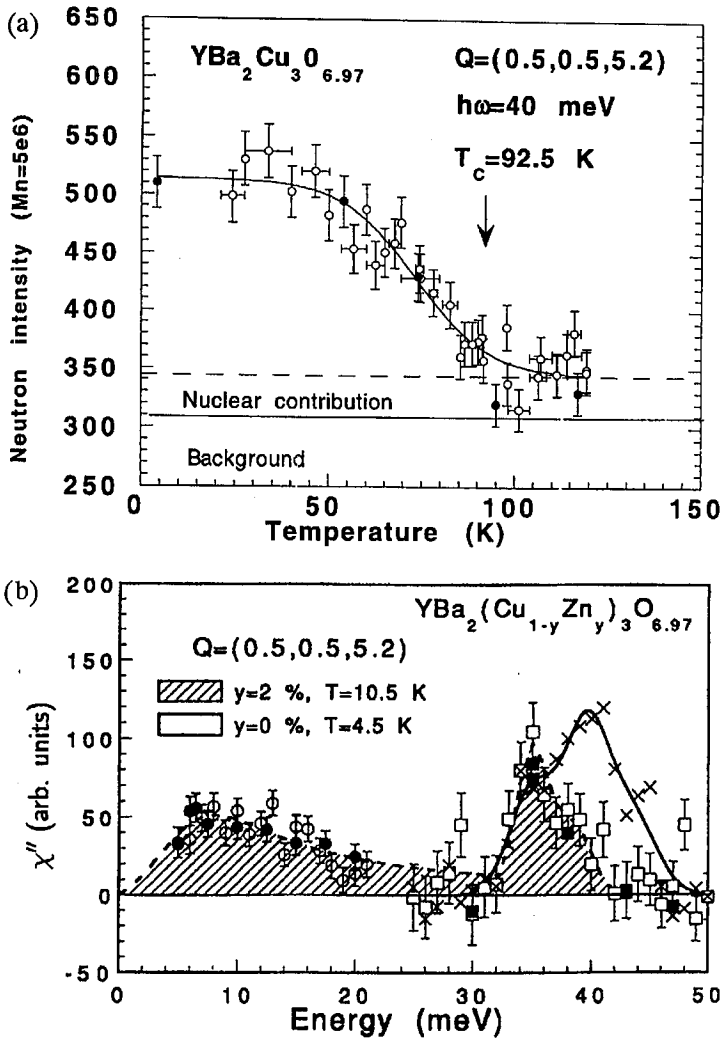 (a)
650
600
550
500
450
400
350
300
250
Neutron intensity (Mn=5e6)
YBa2Cu3O6.97
Q=(0.5,0.5,5.2)
hω=40 meV
Tc=92.5 K
Nuclear contribution
Background
0 50 100 150
Temperature (K)
(b)
200
150
100
50
0
-50
χ″ (arb. units)
YBa2(Cu1-yZny)3O6.97
Q=(0.5,0.5,5.2)
y=2 %, T=10.5 K
y=0 %, T=4.5 K
0 10 20 30 40 50
Energy (meV)